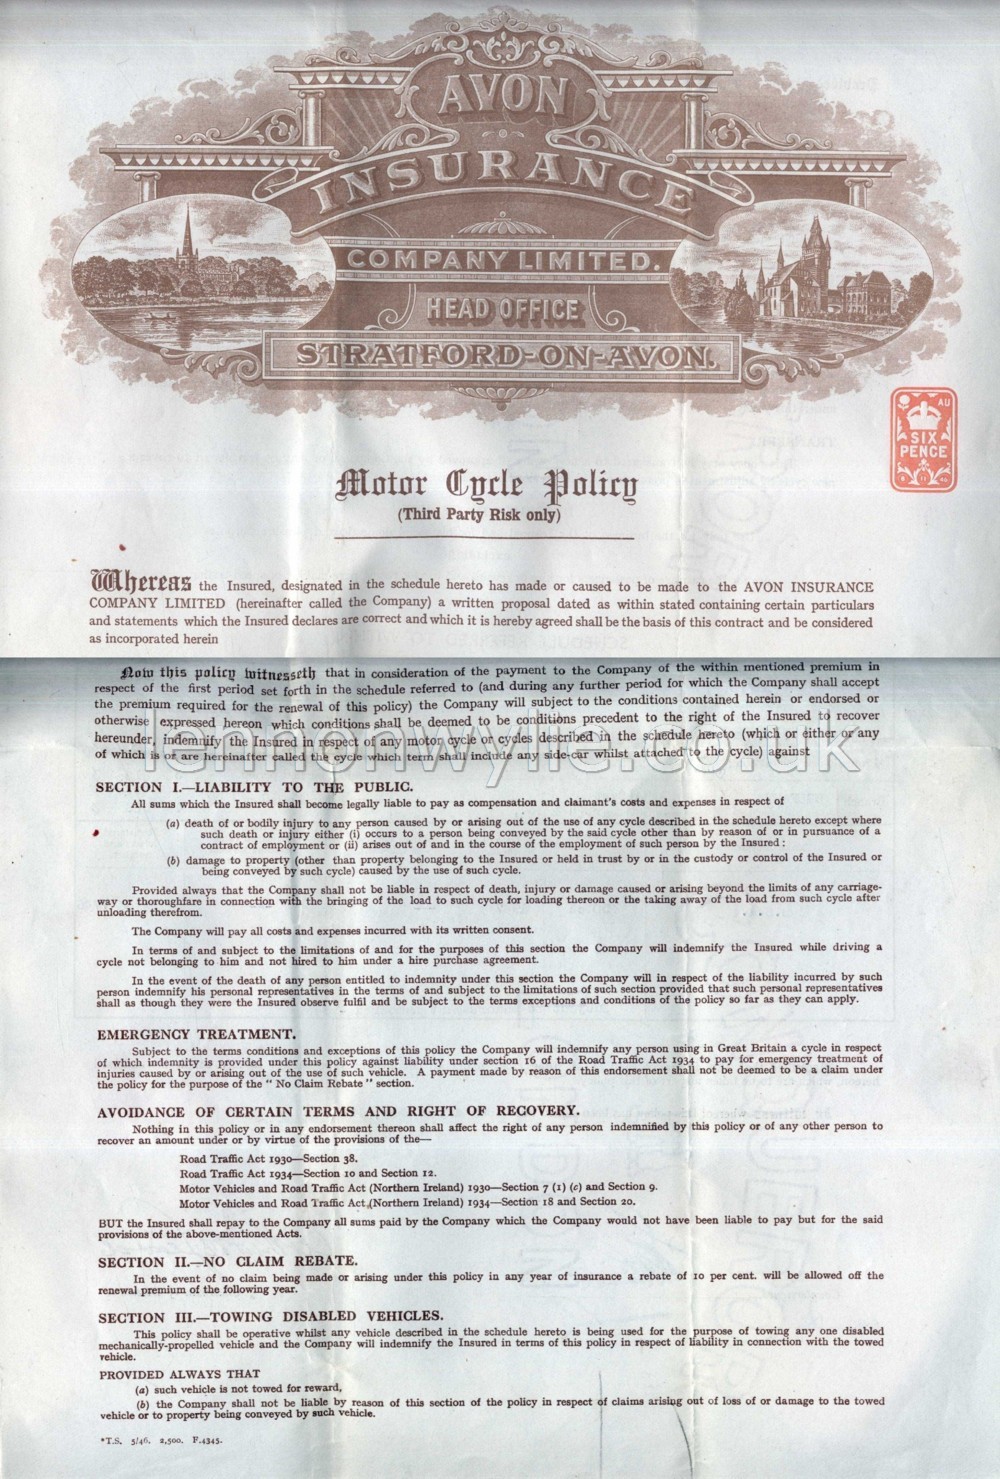 AVON
INSURANCE
COMPANY LIMITED.
HEAD OFFICE
STRATFORD-ON-AVON.
AU
SIX
PENCE
Motor Cycle Policy
(Third Party Risk only)
Whereas the Insured, designated in the schedule hereto has made or caused to be made to the AVON INSURANCE
COMPANY LIMITED (hereinafter called the Company) a written proposal dated as within stated containing certain particulars
and statements which the Insured declares are correct and which it is hereby agreed shall be the basis of this contract and be considered
as incorporated herein
Now this policy witnesseth that in consideration of the payment to the Company of the within mentioned premium in
respect of the first period set forth in the schedule referred to (and during any further period for which the Company shall accept
the premium required for the renewal of this policy) the Company will subject to the conditions contained herein or endorsed or
otherwise expressed hereon which conditions shall be deemed to be conditions precedent to the right of the Insured to recover
hereunder, indemnify the Insured in respect of any motor cycle or cycles described in the schedule hereto (which or either or any
of which is or are hereinafter called the cycle which term shall include any side-car whilst attached to the cycle) against
lennonwylie.co.uk
SECTION I.—LIABILITY TO THE PUBLIC.
All sums which the Insured shall become legally liable to pay as compensation and claimant's costs and expenses in respect of
(a) death of or bodily injury to any person caused by or arising out of the use of any cycle described in the schedule hereto except where
such death or injury either (i) occurs to a person being conveyed by the said cycle other than by reason of or in pursuance of a
contract of employment or (ii) arises out of and in the course of the employment of such person by the Insured;
(b) damage to property (other than property belonging to the Insured or held in trust by or in the custody or control of the Insured or
being conveyed by such cycle) caused by the use of such cycle.
Provided always that the Company shall not be liable in respect of death, injury or damage caused or arising beyond the limits of any carriage-
way or thoroughfare in connection with the bringing of the load to such cycle for loading thereon or the taking away of the load from such cycle after
unloading therefrom.
The Company will pay all costs and expenses incurred with its written consent.
In terms of and subject to the limitations of and for the purposes of this section the Company will indemnify the Insured while driving a
cycle not belonging to him and not hired to him under a hire purchase agreement.
In the event of the death of any person entitled to indemnity under this section the Company will in respect of the liability incurred by such
person indemnify his personal representatives in the terms of and subject to the limitations of such section provided that such personal representatives
shall as though they were the Insured observe fulfil and be subject to the terms exceptions and conditions of the policy so far as they can apply.
EMERGENCY TREATMENT.
Subject to the terms conditions and exceptions of this policy the Company will indemnify any person using in Great Britain a cycle in respect
of which indemnity is provided under this policy against liability under section 16 of the Road Traffic Act 1934 to pay for emergency treatment of
injuries caused by or arising out of the use of such vehicle. A payment made by reason of this endorsement shall not be deemed to be a claim under
the policy for the purpose of the "No Claim Rebate" section.
AVOIDANCE OF CERTAIN TERMS AND RIGHT OF RECOVERY.
Nothing in this policy or in any endorsement thereon shall affect the right of any person indemnified by this policy or of any other person to
recover an amount under or by virtue of the provisions of the—
Road Traffic Act 1930—Section 38.
Road Traffic Act 1934—Section 10 and Section 12.
Motor Vehicles and Road Traffic Act (Northern Ireland) 1930—Section 7 (1) (c) and Section 9.
Motor Vehicles and Road Traffic Act (Northern Ireland) 1934—Section 18 and Section 20.
BUT the Insured shall repay to the Company all sums paid by the Company which the Company would not have been liable to pay but for the said
provisions of the above-mentioned Acts.
SECTION II.—NO CLAIM REBATE.
In the event of no claim being made or arising under this policy in any year of insurance a rebate of 10 per cent. will be allowed off the
renewal premium of the following year.
SECTION III.—TOWING DISABLED VEHICLES.
This policy shall be operative whilst any vehicle described in the schedule hereto is being used for the purpose of towing any one disabled
mechanically-propelled vehicle and the Company will indemnify the Insured in terms of this policy in respect of liability in connection with the towed
vehicle.
PROVIDED ALWAYS THAT
(a) such vehicle is not towed for reward,
(b) the Company shall not be liable by reason of this section of the policy in respect of claims arising out of loss of or damage to the towed
vehicle or to property being conveyed by such vehicle.
*T.S. 5/46. 2,500. F.4345.